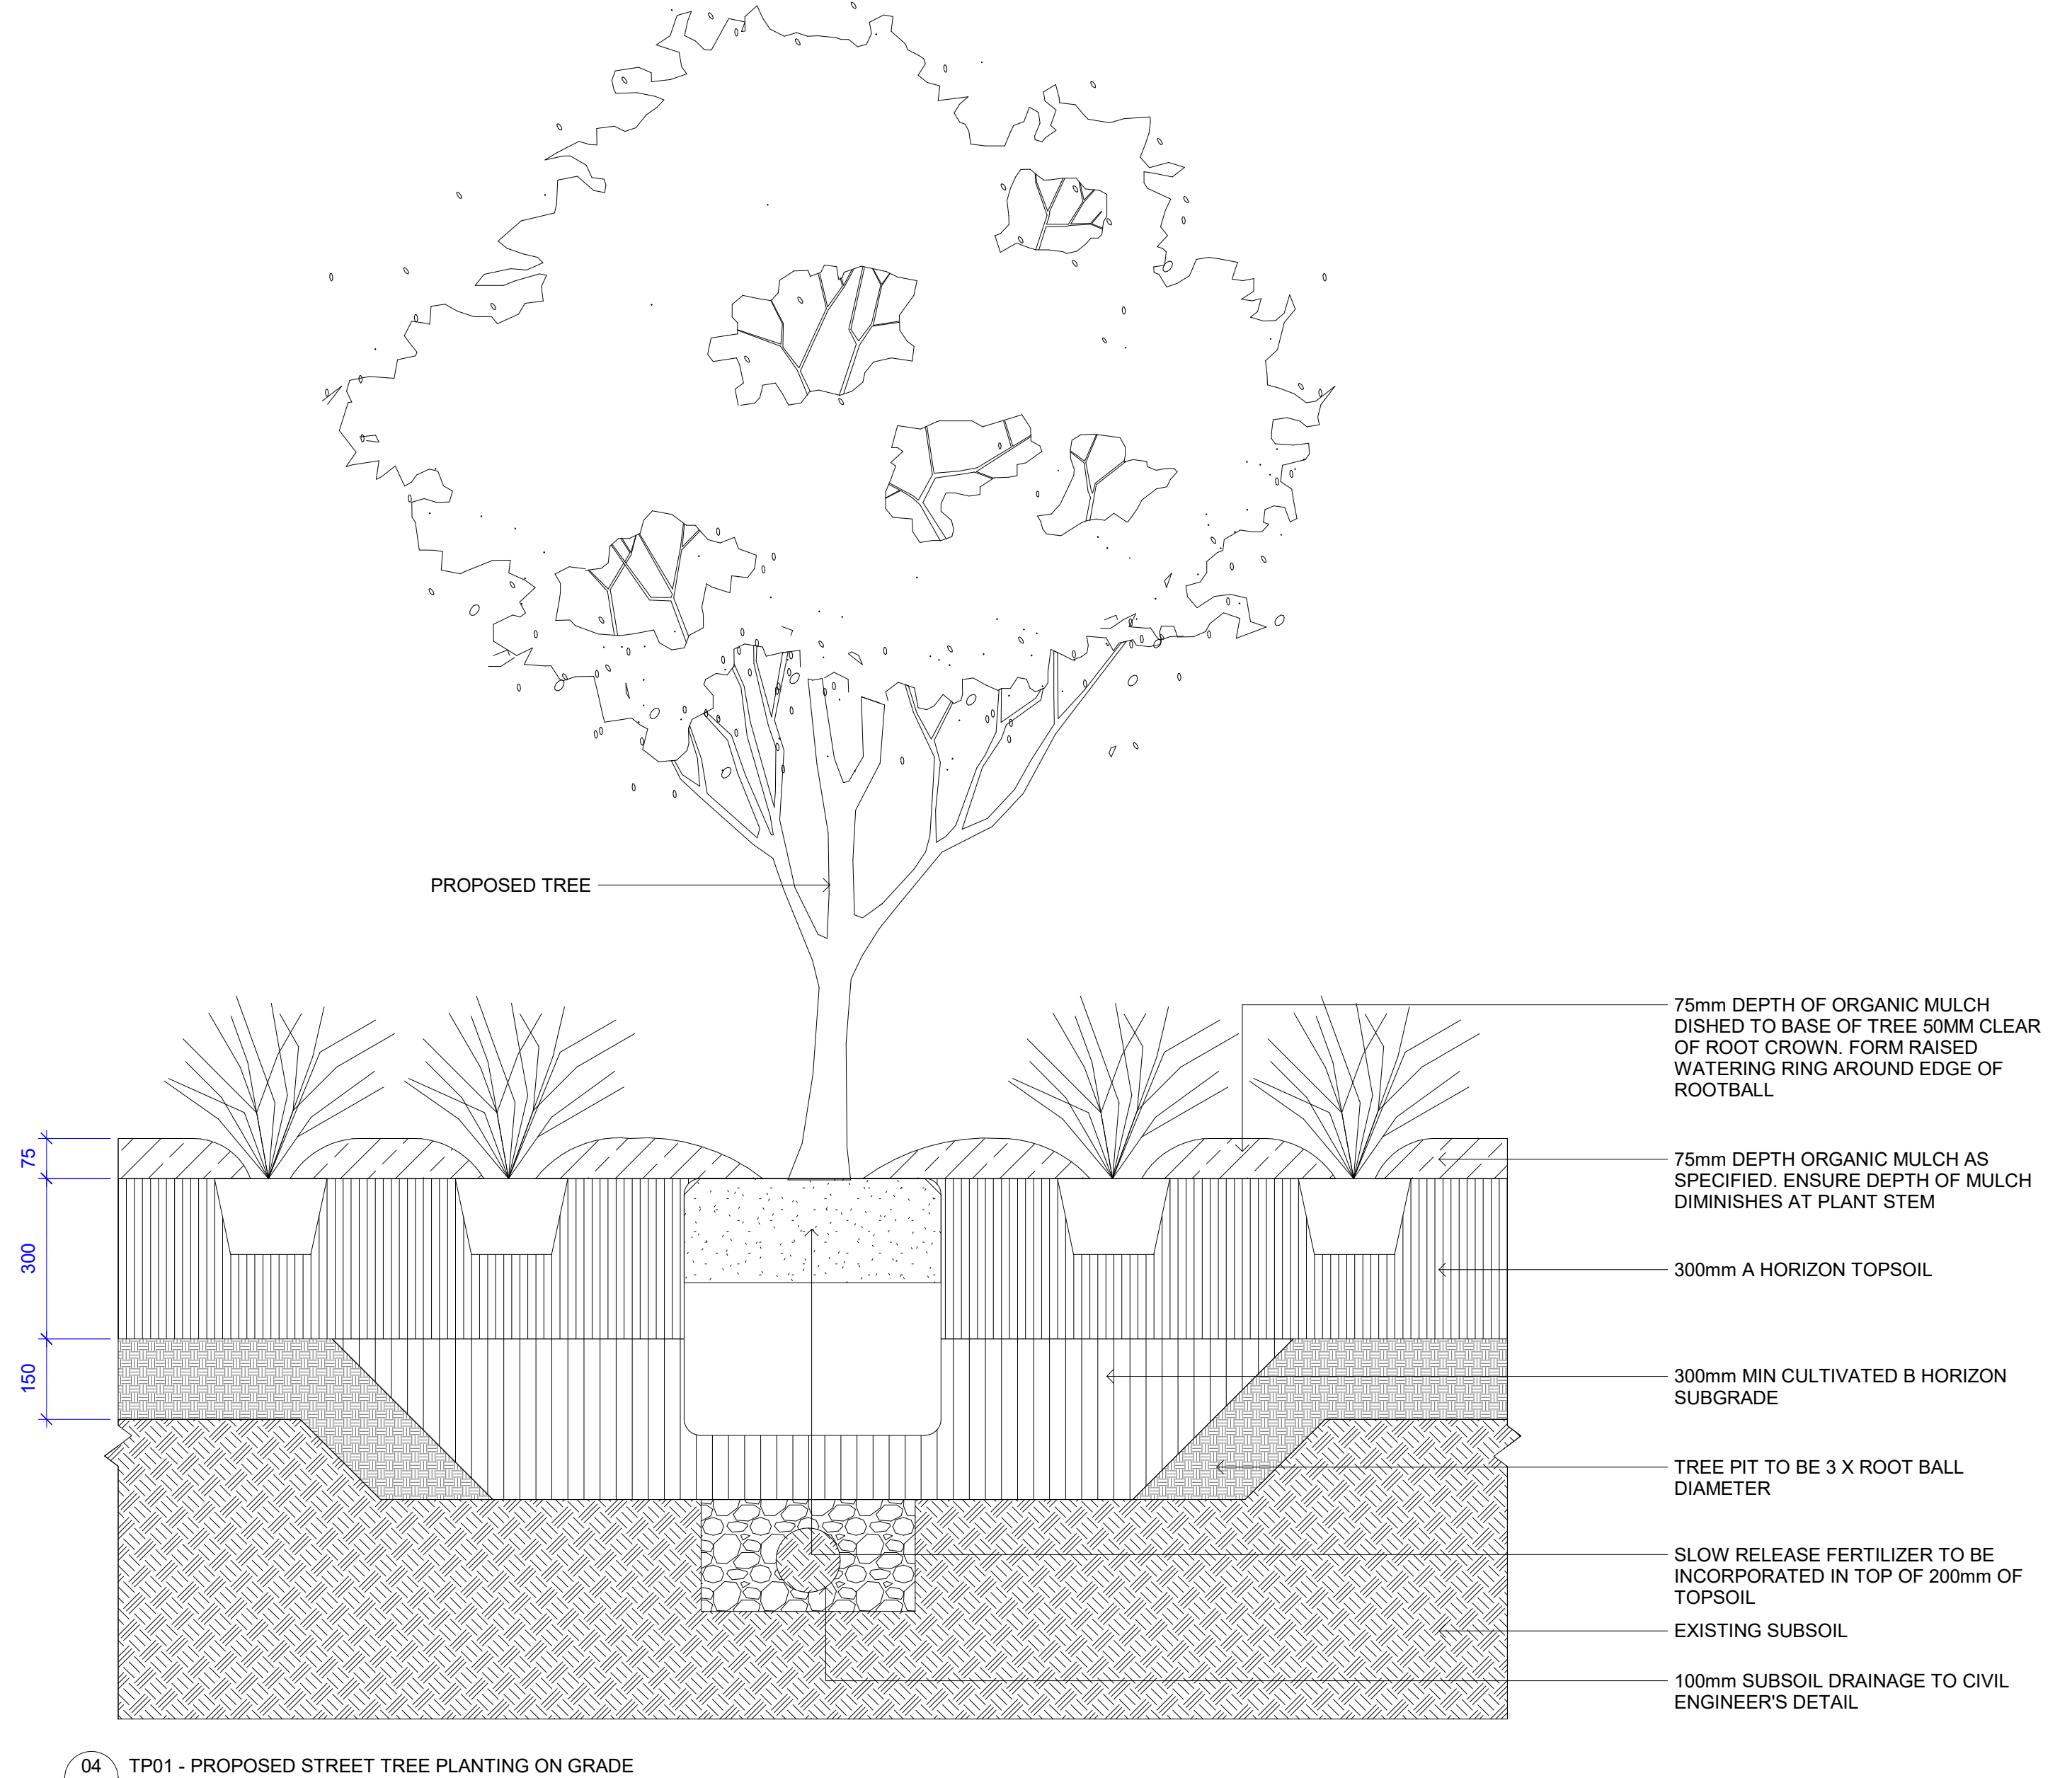 PROPOSED TREE
75mm DEPTH OF ORGANIC MULCH
DISHED TO BASE OF TREE 50MM CLEAR
OF ROOT CROWN. FORM RAISED
WATERING RING AROUND EDGE OF
ROOTBALL
75
75mm DEPTH ORGANIC MULCH AS
SPECIFIED. ENSURE DEPTH OF MULCH
DIMINISHES AT PLANT STEM
300
300mm A HORIZON TOPSOIL
150
300mm MIN CULTIVATED B HORIZON
SUBGRADE
TREE PIT TO BE 3 X ROOT BALL
DIAMETER
SLOW RELEASE FERTILIZER TO BE
INCORPORATED IN TOP OF 200mm OF
TOPSOIL
EXISTING SUBSOIL
100mm SUBSOIL DRAINAGE TO CIVIL
ENGINEER'S DETAIL
04 TP01 - PROPOSED STREET TREE PLANTING ON GRADE